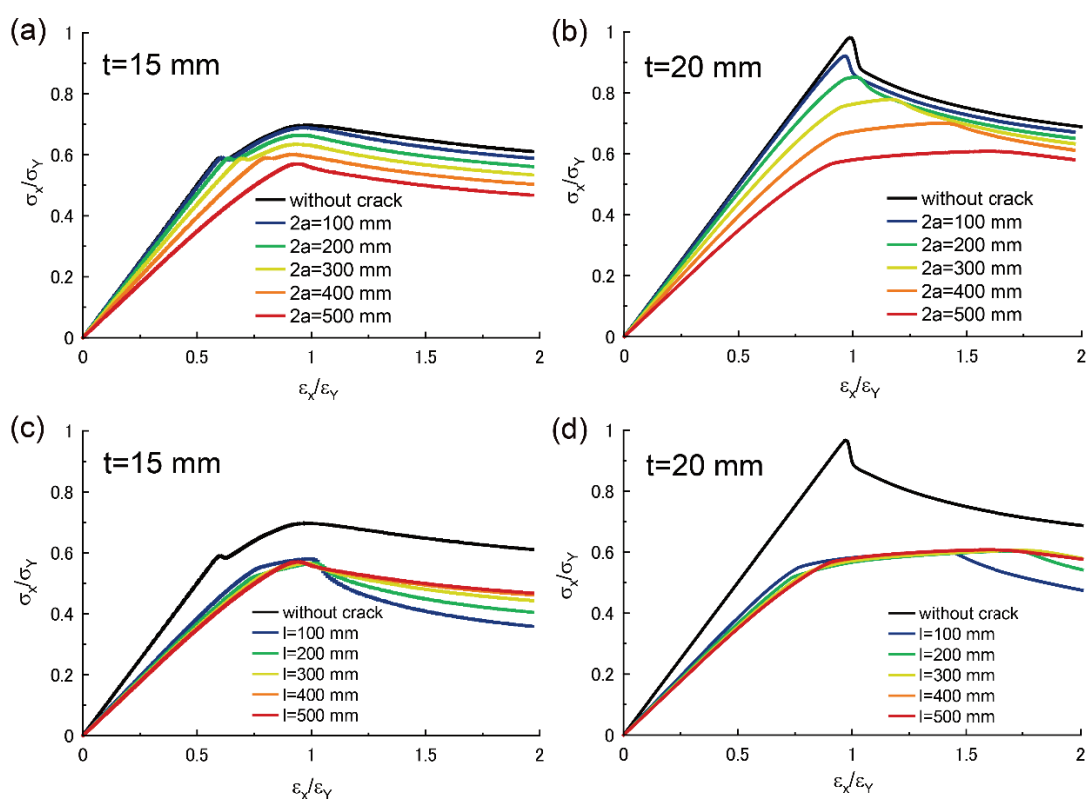 (a)
t=15 mm
1
0.8
0.6
0.4
0.2
0
σx/σY
without crack
2a=100 mm
2a=200 mm
2a=300 mm
2a=400 mm
2a=500 mm
0
0.5
1
1.5
2
εx/εY
(b)
t=20 mm
1
0.8
0.6
0.4
0.2
0
σx/σY
without crack
2a=100 mm
2a=200 mm
2a=300 mm
2a=400 mm
2a=500 mm
0
0.5
1
1.5
2
εx/εY
(c)
t=15 mm
1
0.8
0.6
0.4
0.2
0
σx/σY
without crack
l=100 mm
l=200 mm
l=300 mm
l=400 mm
l=500 mm
0
0.5
1
1.5
2
εx/εY
(d)
t=20 mm
1
0.8
0.6
0.4
0.2
0
σx/σY
without crack
l=100 mm
l=200 mm
l=300 mm
l=400 mm
l=500 mm
0
0.5
1
1.5
2
εx/εY